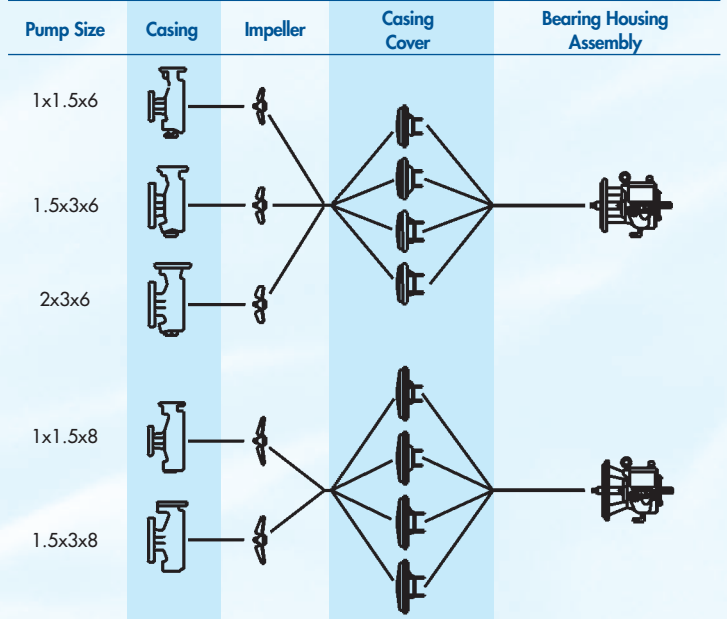 Pump Size
Casing
Impeller
Casing
Cover
Bearing Housing
Assembly
1x1.5x6
1.5x3x6
2x3x6
1x1.5x8
1.5x3x8